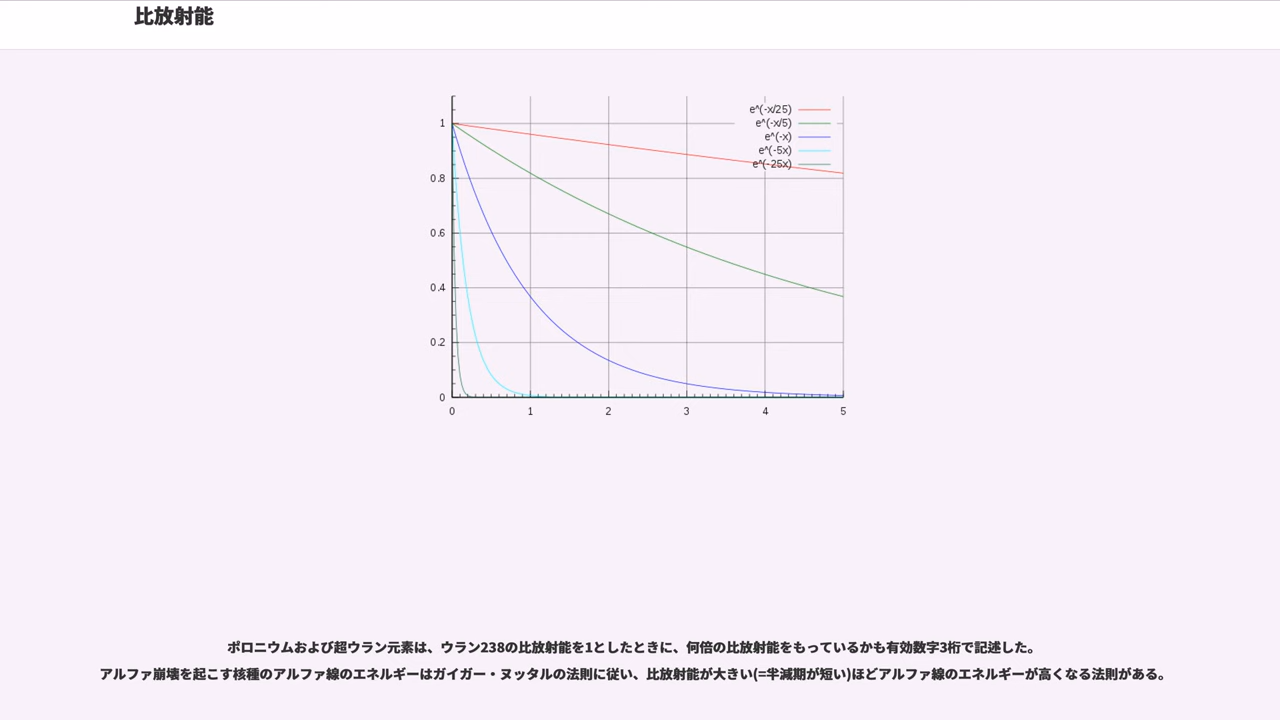 比放射能
e^(-x/25)
e^(-x/5)
e^(-x)
e^(-5x)
e^(-25x)
1
0.8
0.6
0.4
0.2
0
0 1 2 3 4 5
ポロニウムおよび超ウラン元素は、ウラン238の比放射能を1としたときに、何倍の比放射能をもっているかも有効数字3桁で記述した。
アルファ崩壊を起こす核種のアルファ線のエネルギーはガイガー・ヌッタルの法則に従い、比放射能が大きい(=半減期が短い)ほどアルファ線のエネルギーが高くなる法則がある。